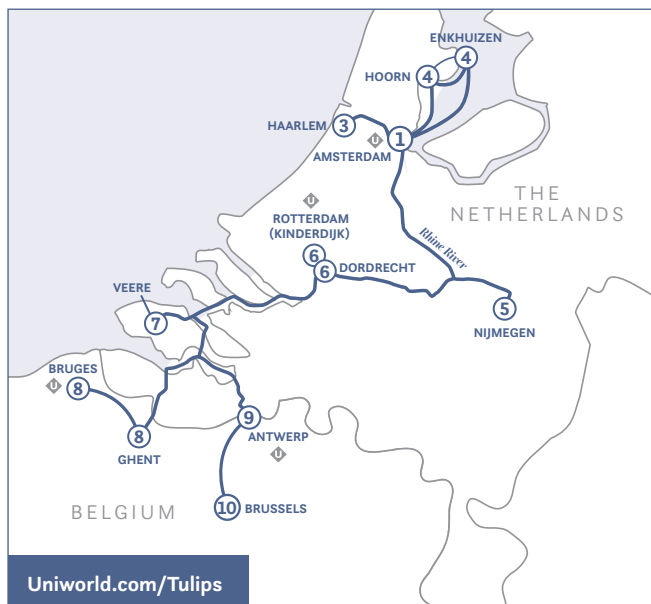 ENKHUIZEN
4
HOORN
4
HAARLEM
3
1
U
AMSTERDAM
THE
NETHERLANDS
U
ROTTERDAM
(KINDERDIJK)
Rhine River
6
6
DORDRECHT
VEERE
7
5
NIJMEGEN
BRUGES
U
8
8
GHENT
9
ANTWERP
U
10
BRUSSELS
BELGIUM
Uniworld.com/Tulips